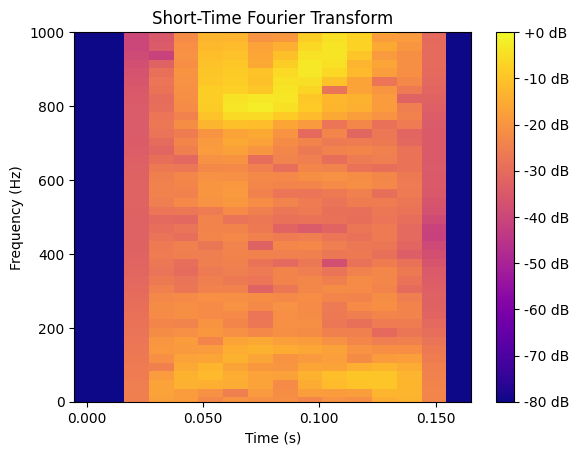 Short-Time Fourier Transform
Frequency (Hz)
1000
800
600
400
200
0
0.000
0.050
0.100
0.150
Time (s)
+0 dB
-10 dB
-20 dB
-30 dB
-40 dB
-50 dB
-60 dB
-70 dB
-80 dB